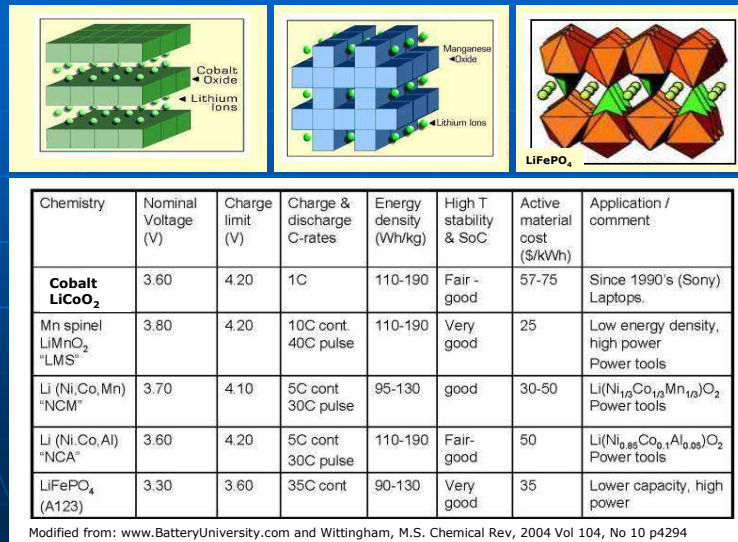 Cobalt
Oxide
Lithium
Ions
Manganese
Oxide
Lithium Ions
LiFePO₄
Chemistry
Nominal
Voltage
(V)
Charge
limit
(V)
Charge &
discharge
C-rates
Energy
density
(Wh/kg)
High T
stability
& SoC
Active
material
cost
($/kWh)
Application /
comment
Cobalt
LiCoO₂
3.60
4.20
1C
110-190
Fair -
good
57-75
Since 1990's (Sony)
Laptops.
Mn spinel
LiMnO₂
"LMS"
3.80
4.20
10C cont.
40C pulse
110-190
Very
good
25
Low energy density,
high power
Power tools
Li (Ni,Co,Mn)
"NCM"
3.70
4.10
5C cont
30C pulse
95-130
good
30-50
Li(Ni₁/₃Co₁/₃Mn₁/₃)O₂
Power tools
Li (Ni.Co,Al)
"NCA"
3.60
4.20
5C cont
30C pulse
110-190
Fair-
good
50
Li(Ni₀.₈₅Co₀.₁Al₀.₀₅)O₂
Power tools
LiFePO₄
(A123)
3.30
3.60
35C cont
90-130
Very
good
35
Lower capacity, high
power
Modified from: www.BatteryUniversity.com and Wittingham, M.S. Chemical Rev, 2004 Vol 104, No 10 p4294